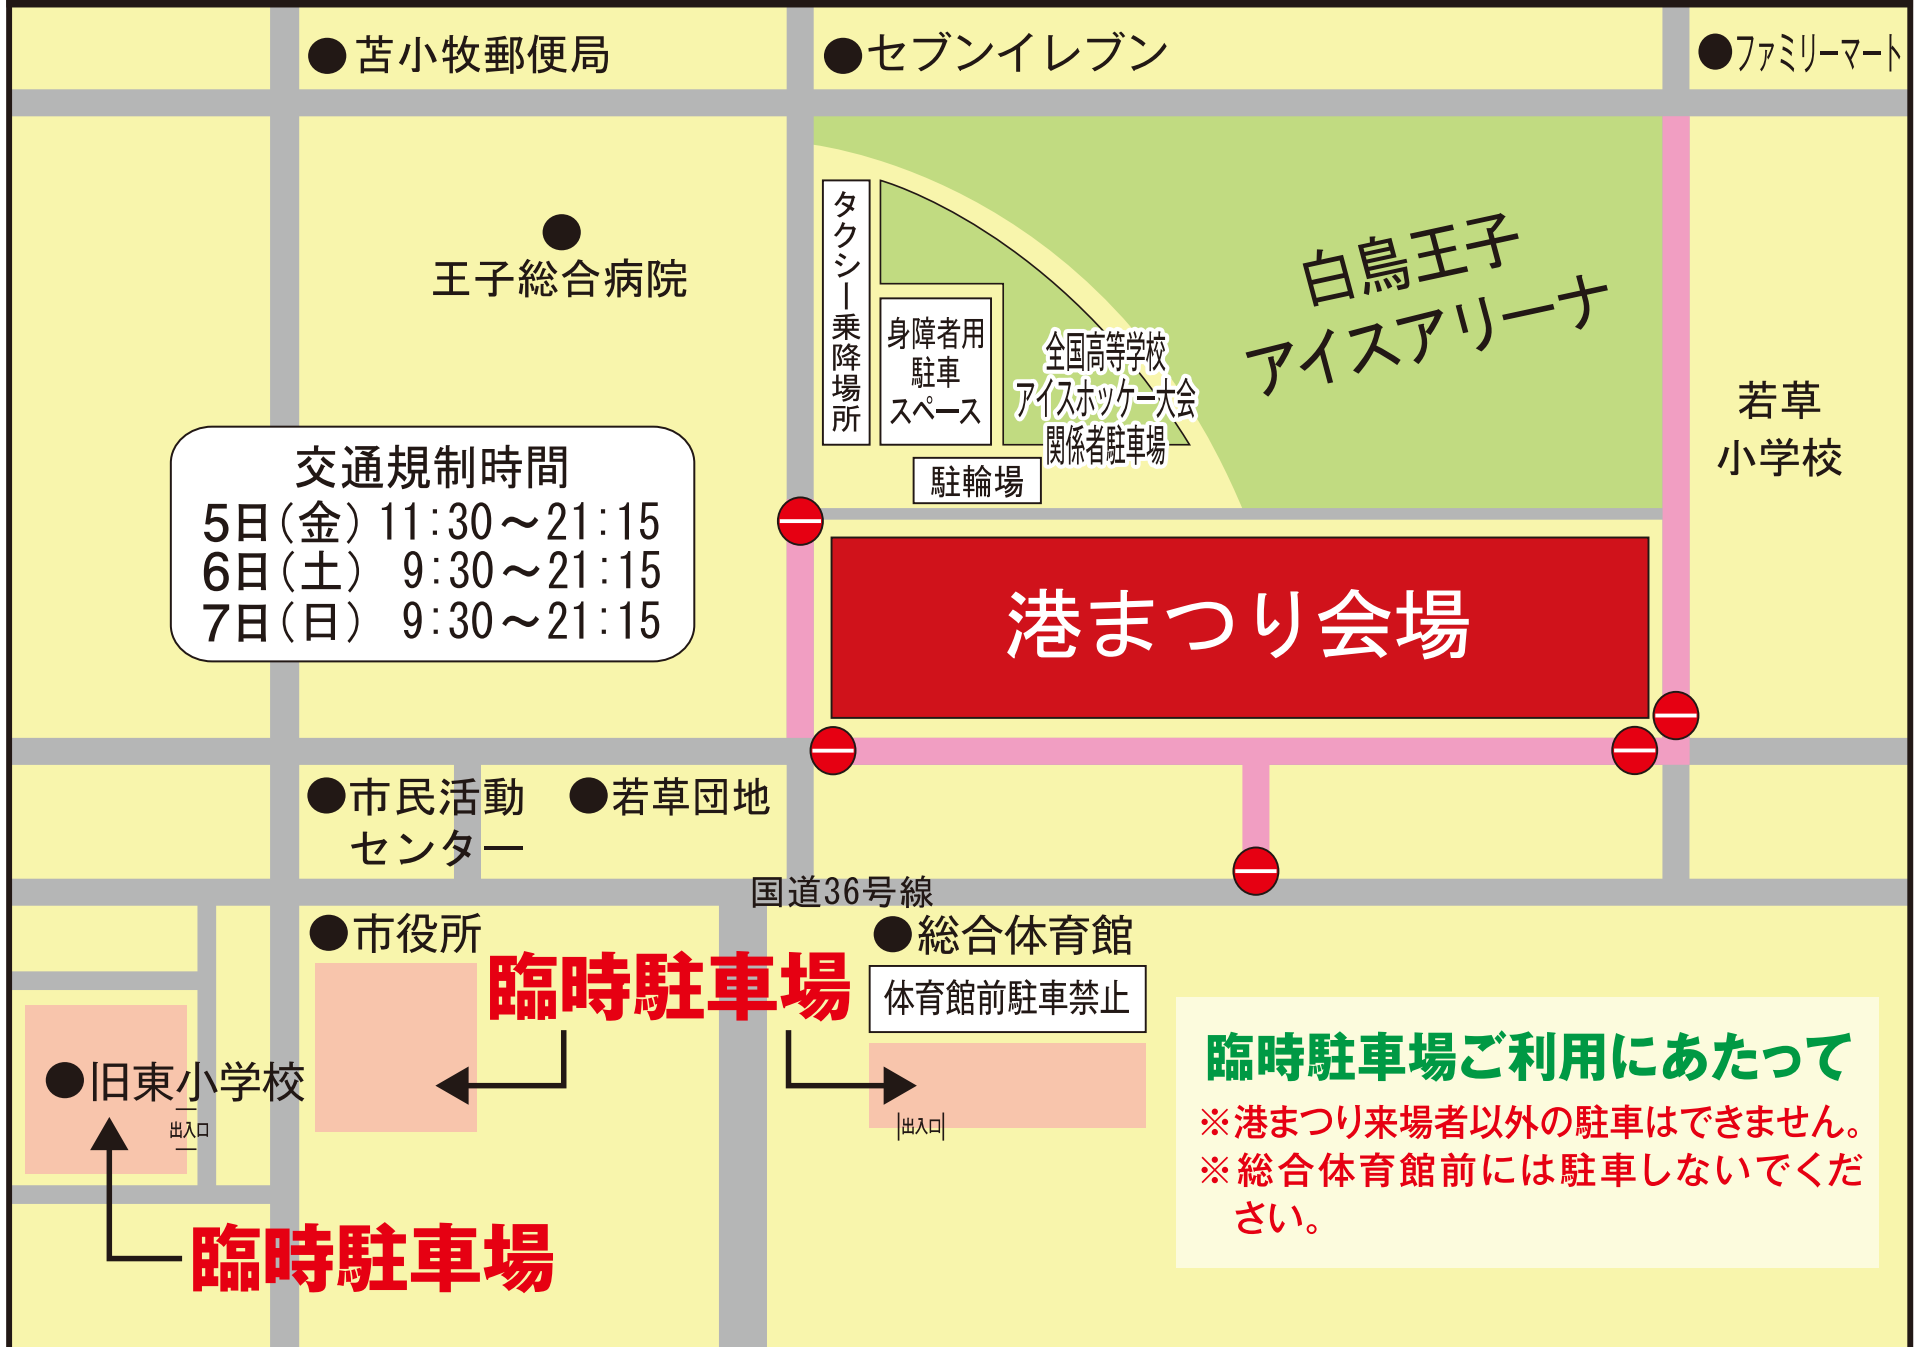 ●苫小牧郵便局
●セブンイレブン
●ファミリーマート
●
王子総合病院
タクシー乗降場所
身障者用
駐車
スペース
全国高等学校
アイスホッケー大会
関係者駐車場
駐輪場
白鳥王子
アイスアリーナ
若草
小学校
交通規制時間
5日(金) 11:30〜21:15
6日(土) 9:30〜21:15
7日(日) 9:30〜21:15
港まつり会場
●市民活動
センター
●若草団地
国道36号線
●市役所
臨時駐車場
●総合体育館
体育館前駐車禁止
出入口
●旧東小学校
出入口
臨時駐車場
臨時駐車場ご利用にあたって
※港まつり来場者以外の駐車はできません。
※総合体育館前には駐車しないでくだ
さい。